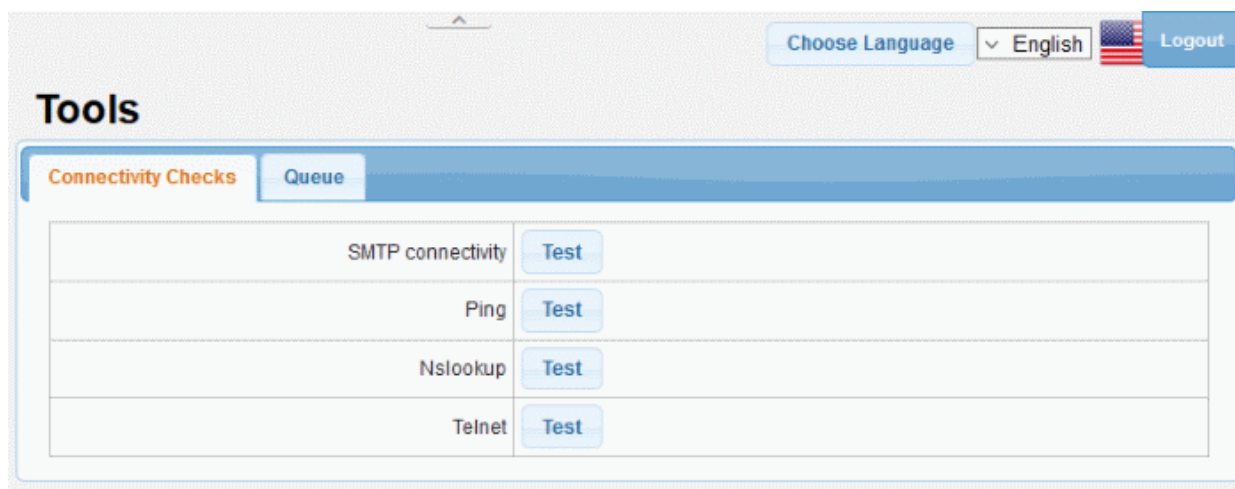 Choose Language English Logout
Tools
Connectivity Checks Queue
SMTP connectivity Test
Ping Test
Nslookup Test
Telnet Test